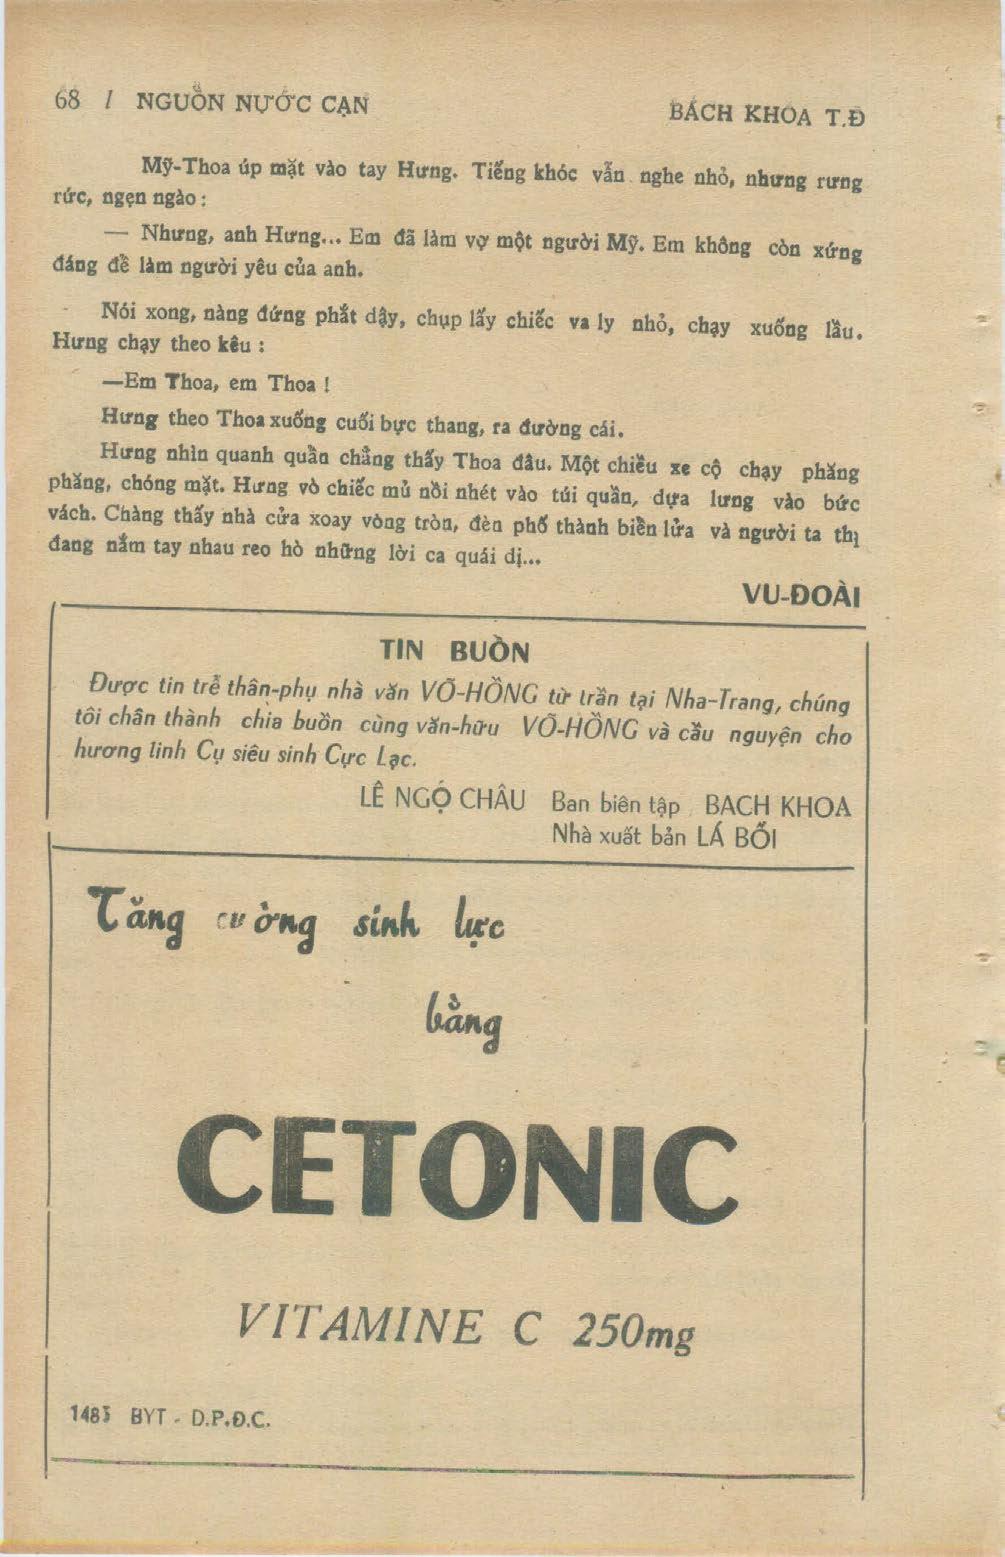 68 / NGUỒN NƯỚC CẠN
BÁCH KHOA T.Đ
Mỹ-Thoa úp mặt vào tay Hưng. Tiếng khóc vẫn nghe nhỏ, nhưng rưng
rức, ngẹn ngào :
— Nhưng, anh Hưng... Em đã làm vợ một người Mỹ. Em không còn xứng
đáng để làm người yêu của anh.
Nói xong, nàng đứng phắt dậy, chụp lấy chiếc va ly nhỏ, chạy xuống lầu.
Hưng chạy theo kêu :
—Em Thoa, em Thoa !
Hưng theo Thoa xuống cuối bực thang, ra đường cái.
Hưng nhìn quanh quần chẳng thấy Thoa đâu. Một chiều xe cộ chạy phăng
phăng, chóng mặt. Hưng vò chiếc mủ nồi nhét vào túi quần, dựa lưng vào bức
vách. Chàng thấy nhà cửa xoay vòng tròn, đèn phố thành biển lửa và người ta thị
đang nắm tay nhau reo hò những lời ca quái dị...
VU-ĐOÀI
TIN BUỒN
Được tin trễ thân-phụ nhà văn VÕ-HỒNG từ trần tại Nha-Trang, chúng
tôi chân thành chia buồn cùng văn-hữu VÕ-HỒNG và cầu nguyện cho
hương linh Cụ siêu sinh Cực Lạc.
LÊ NGỘ CHÂU Ban biên tập BACH KHOA
Nhà xuất bản LÁ BỐI
Tăng cường sinh lực
bằng
CETONIC
VITAMINE C 250mg
BYT - D.P.Đ.C.